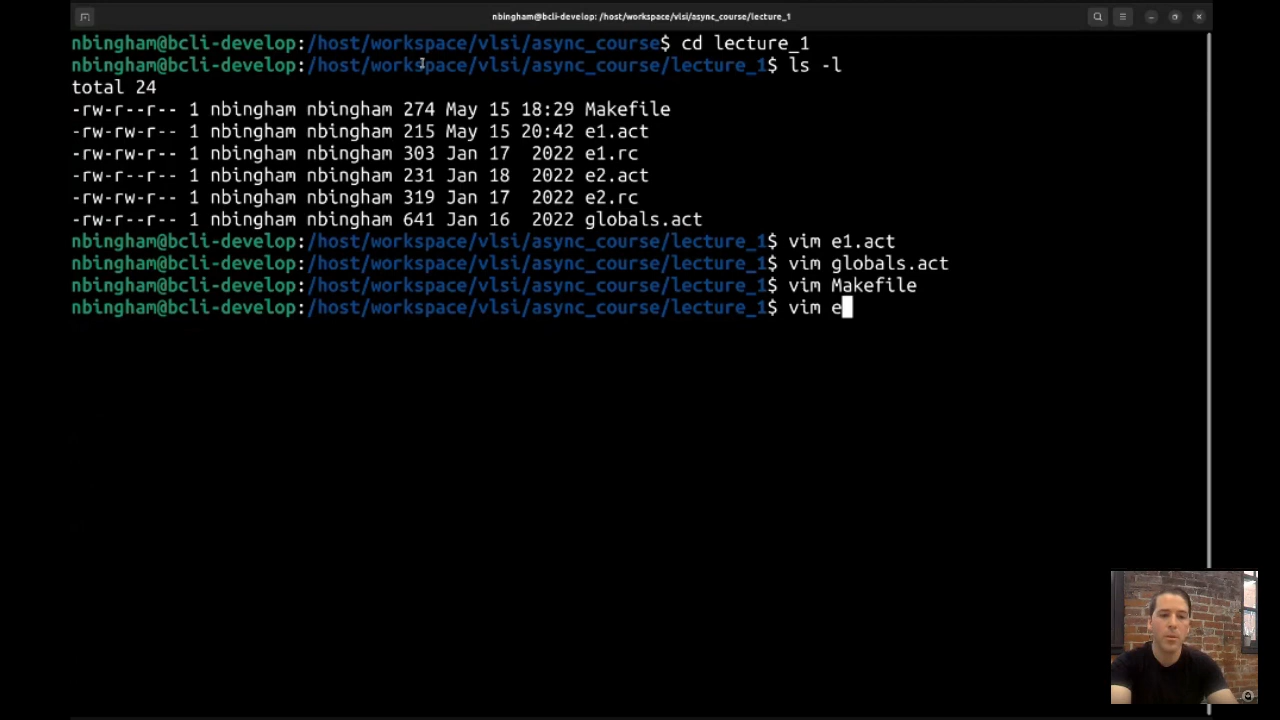 nbingham@bcli-develop: /host/workspace/vlsi/async_course/lecture_1
nbingham@bcli-develop:/host/workspace/vlsi/async_course$ cd lecture_1
nbingham@bcli-develop:/host/workspace/vlsi/async_course/lecture_1$ ls -l
total 24
-rw-r--r-- 1 nbingham nbingham 274 May 15 18:29 Makefile
-rw-rw-r-- 1 nbingham nbingham 215 May 15 20:42 e1.act
-rw-rw-r-- 1 nbingham nbingham 303 Jan 17  2022 e1.rc
-rw-rw-r-- 1 nbingham nbingham 231 Jan 18  2022 e2.act
-rw-rw-r-- 1 nbingham nbingham 319 Jan 17  2022 e2.rc
-rw-r--r-- 1 nbingham nbingham 641 Jan 16  2022 globals.act
nbingham@bcli-develop:/host/workspace/vlsi/async_course/lecture_1$ vim e1.act
nbingham@bcli-develop:/host/workspace/vlsi/async_course/lecture_1$ vim globals.act
nbingham@bcli-develop:/host/workspace/vlsi/async_course/lecture_1$ vim Makefile
nbingham@bcli-develop:/host/workspace/vlsi/async_course/lecture_1$ vim e